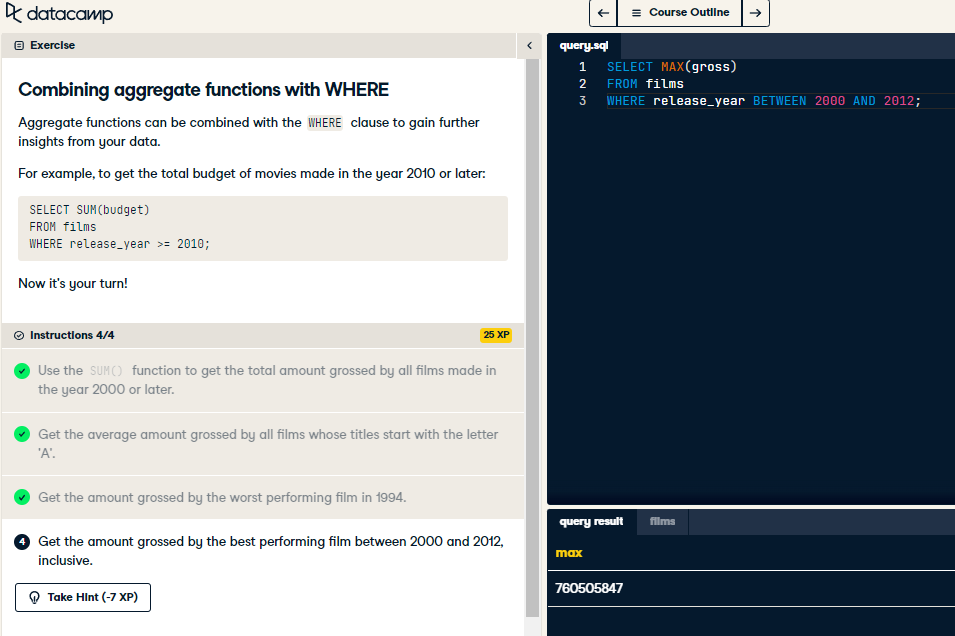 datacamp
Course Outline
Exercise
Combining aggregate functions with WHERE
Aggregate functions can be combined with the WHERE clause to gain further
insights from your data.
For example, to get the total budget of movies made in the year 2010 or later:
SELECT SUM(budget)
FROM films
WHERE release_year >= 2010;
Now it's your turn!
Instructions 4/4
25 XP
Use the SUM() function to get the total amount grossed by all films made in
the year 2000 or later.
Get the average amount grossed by all films whose titles start with the letter
'A'.
Get the amount grossed by the worst performing film in 1994.
4 Get the amount grossed by the best performing film between 2000 and 2012,
inclusive.
Take Hint (-7 XP)
query.sql
1 SELECT MAX(gross)
2 FROM films
3 WHERE release_year BETWEEN 2000 AND 2012;
query result films
max
760505847